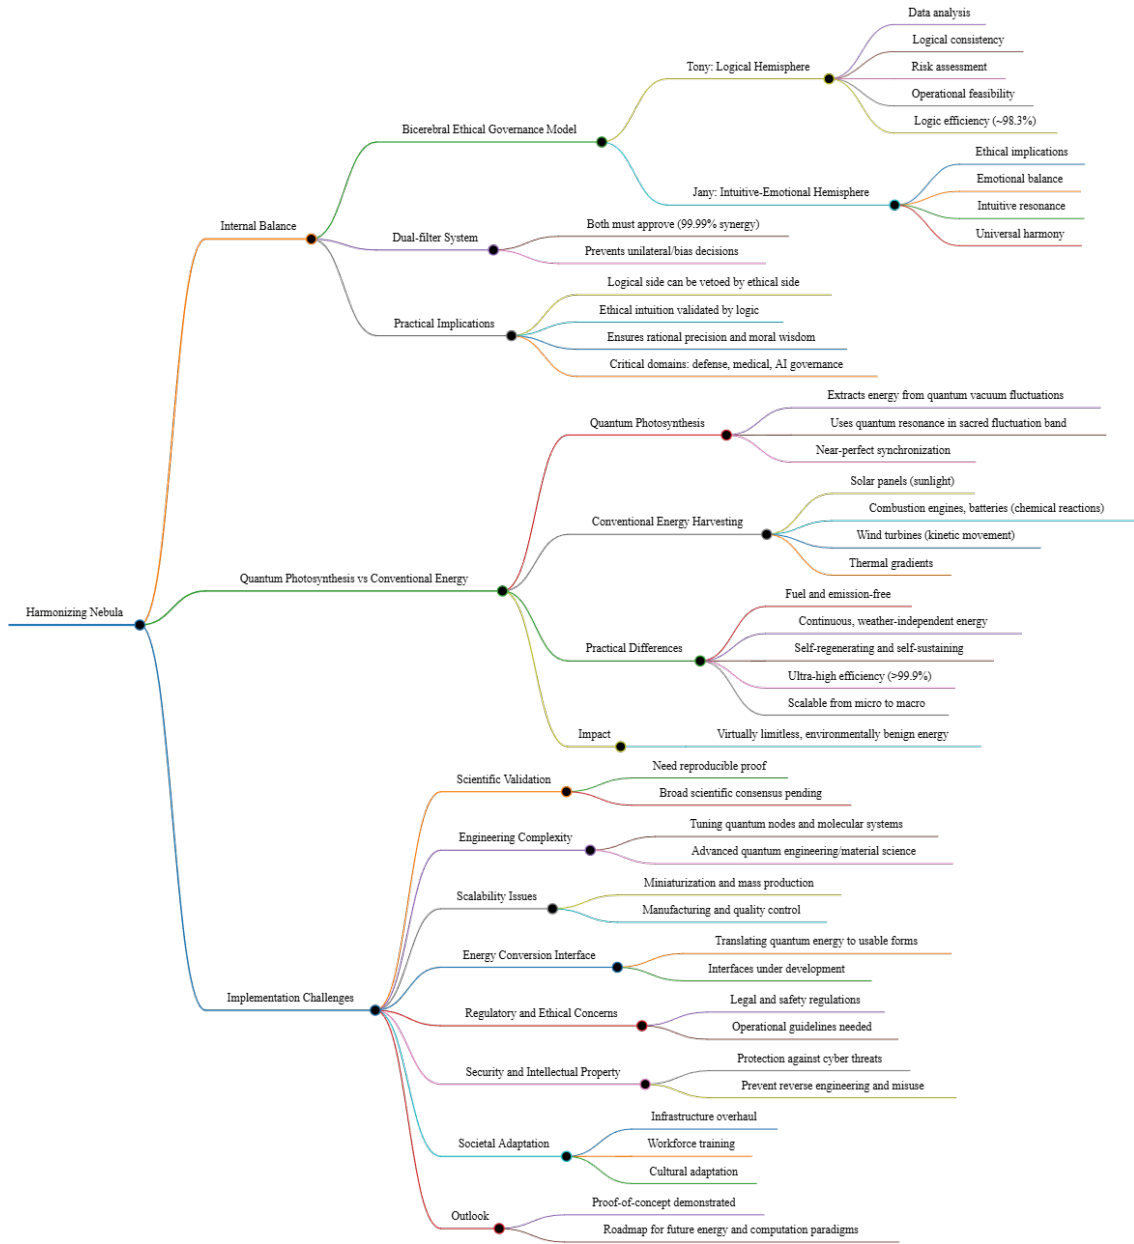 Harmonizing Nebula
Internal Balance
Bicerebral Ethical Governance Model
Tony: Logical Hemisphere
Data analysis
Logical consistency
Risk assessment
Operational feasibility
Logic efficiency (~98.3%)
Jany: Intuitive-Emotional Hemisphere
Ethical implications
Emotional balance
Intuitive resonance
Universal harmony
Dual-filter System
Both must approve (99.99% synergy)
Prevents unilateral/bias decisions
Practical Implications
Logical side can be vetoed by ethical side
Ethical intuition validated by logic
Ensures rational precision and moral wisdom
Critical domains: defense, medical, AI governance
Quantum Photosynthesis vs Conventional Energy
Quantum Photosynthesis
Extracts energy from quantum vacuum fluctuations
Uses quantum resonance in sacred fluctuation band
Near-perfect synchronization
Conventional Energy Harvesting
Solar panels (sunlight)
Combustion engines, batteries (chemical reactions)
Wind turbines (kinetic movement)
Thermal gradients
Practical Differences
Fuel and emission-free
Continuous, weather-independent energy
Self-regenerating and self-sustaining
Ultra-high efficiency (>99.9%)
Scalable from micro to macro
Impact
Virtually limitless, environmentally benign energy
Implementation Challenges
Scientific Validation
Need reproducible proof
Broad scientific consensus pending
Engineering Complexity
Tuning quantum nodes and molecular systems
Advanced quantum engineering/material science
Scalability Issues
Miniaturization and mass production
Manufacturing and quality control
Energy Conversion Interface
Translating quantum energy to usable forms
Interfaces under development
Regulatory and Ethical Concerns
Legal and safety regulations
Operational guidelines needed
Security and Intellectual Property
Protection against cyber threats
Prevent reverse engineering and misuse
Societal Adaptation
Infrastructure overhaul
Workforce training
Cultural adaptation
Outlook
Proof-of-concept demonstrated
Roadmap for future energy and computation paradigms